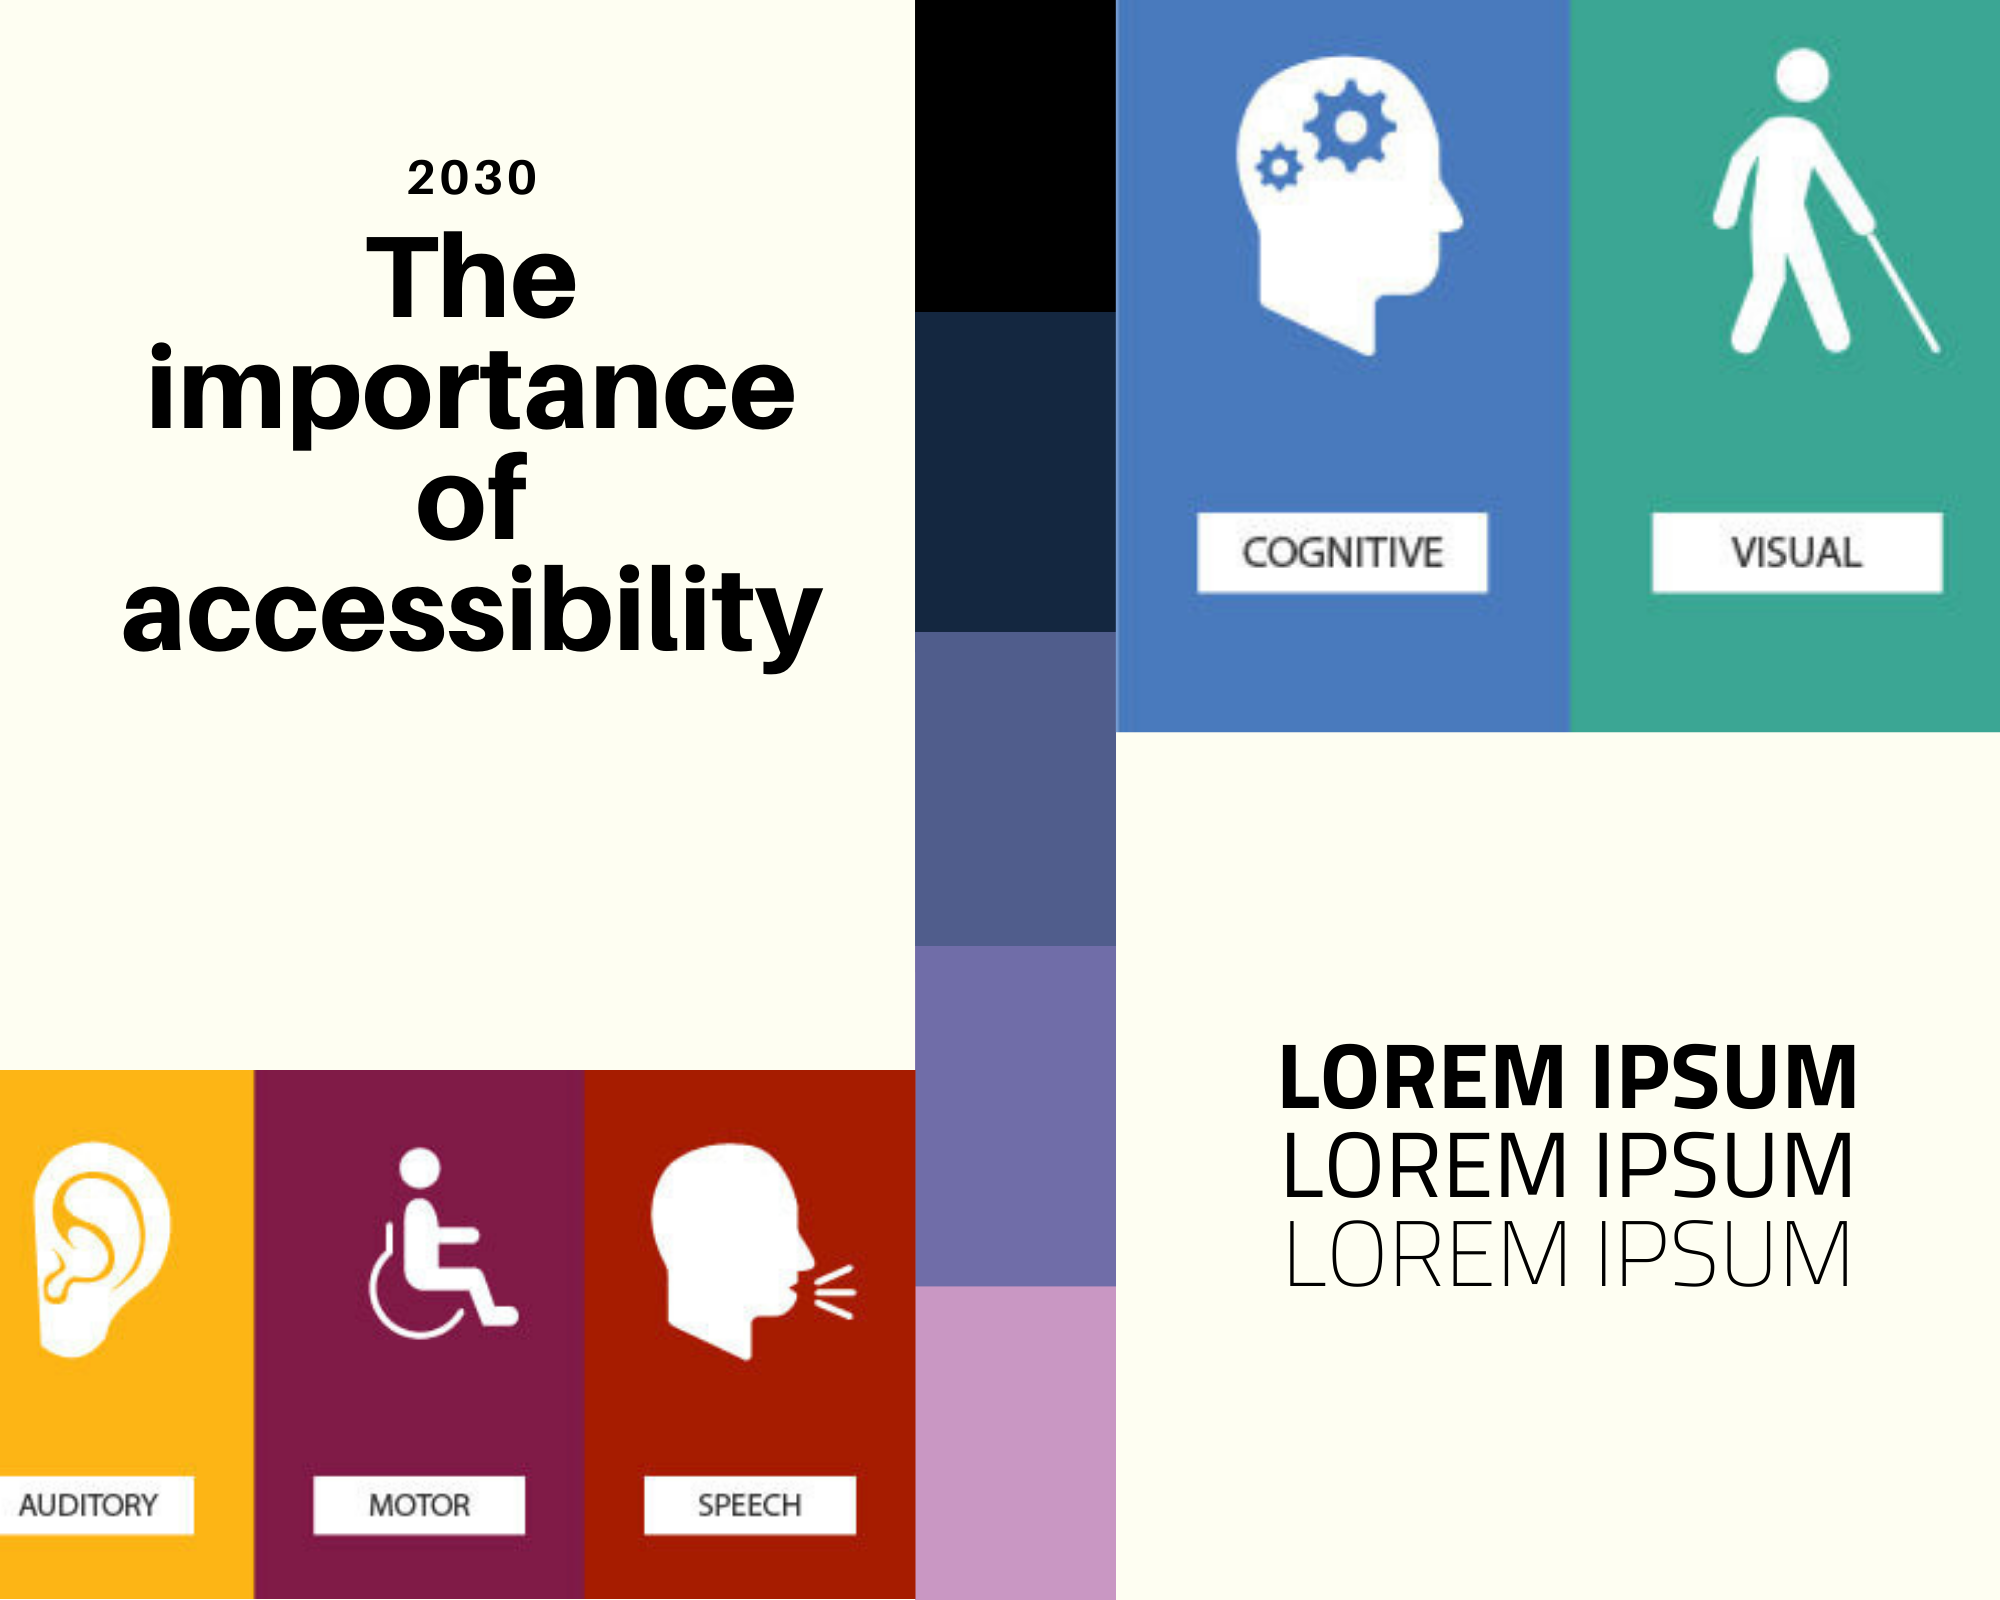 2030
The
importance
of
accessibility
AUDITORY
MOTOR
SPEECH
COGNITIVE
VISUAL
LOREM IPSUM
LOREM IPSUM
LOREM IPSUM